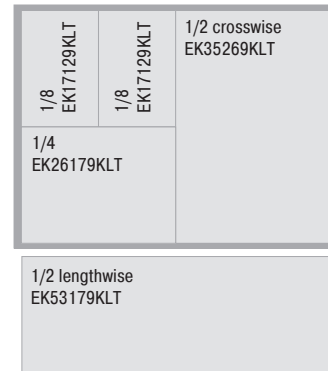 1/8
EK17129KLT
1/8
EK17129KLT
1/2 crosswise
EK35269KLT
1/4
EK26179KLT
1/2 lengthwise
EK53179KLT